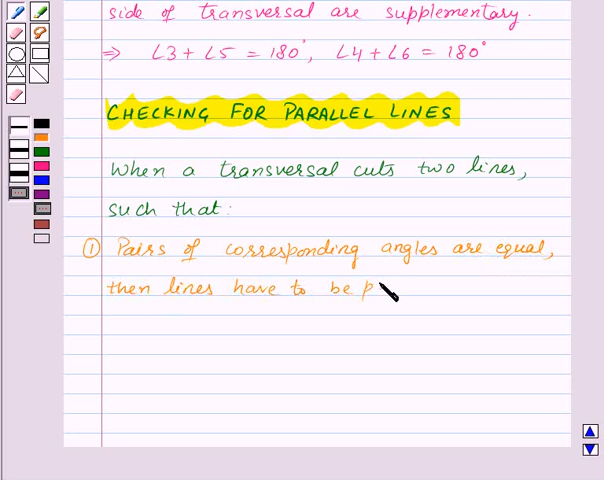 side of transversal are supplementary.
⇒ ∠3 + ∠5 = 180°, ∠4 + ∠6 = 180°
CHECKING FOR PARALLEL LINES
When a transversal cuts two lines,
such that:
① Pairs of corresponding angles are equal,
then lines have to be p